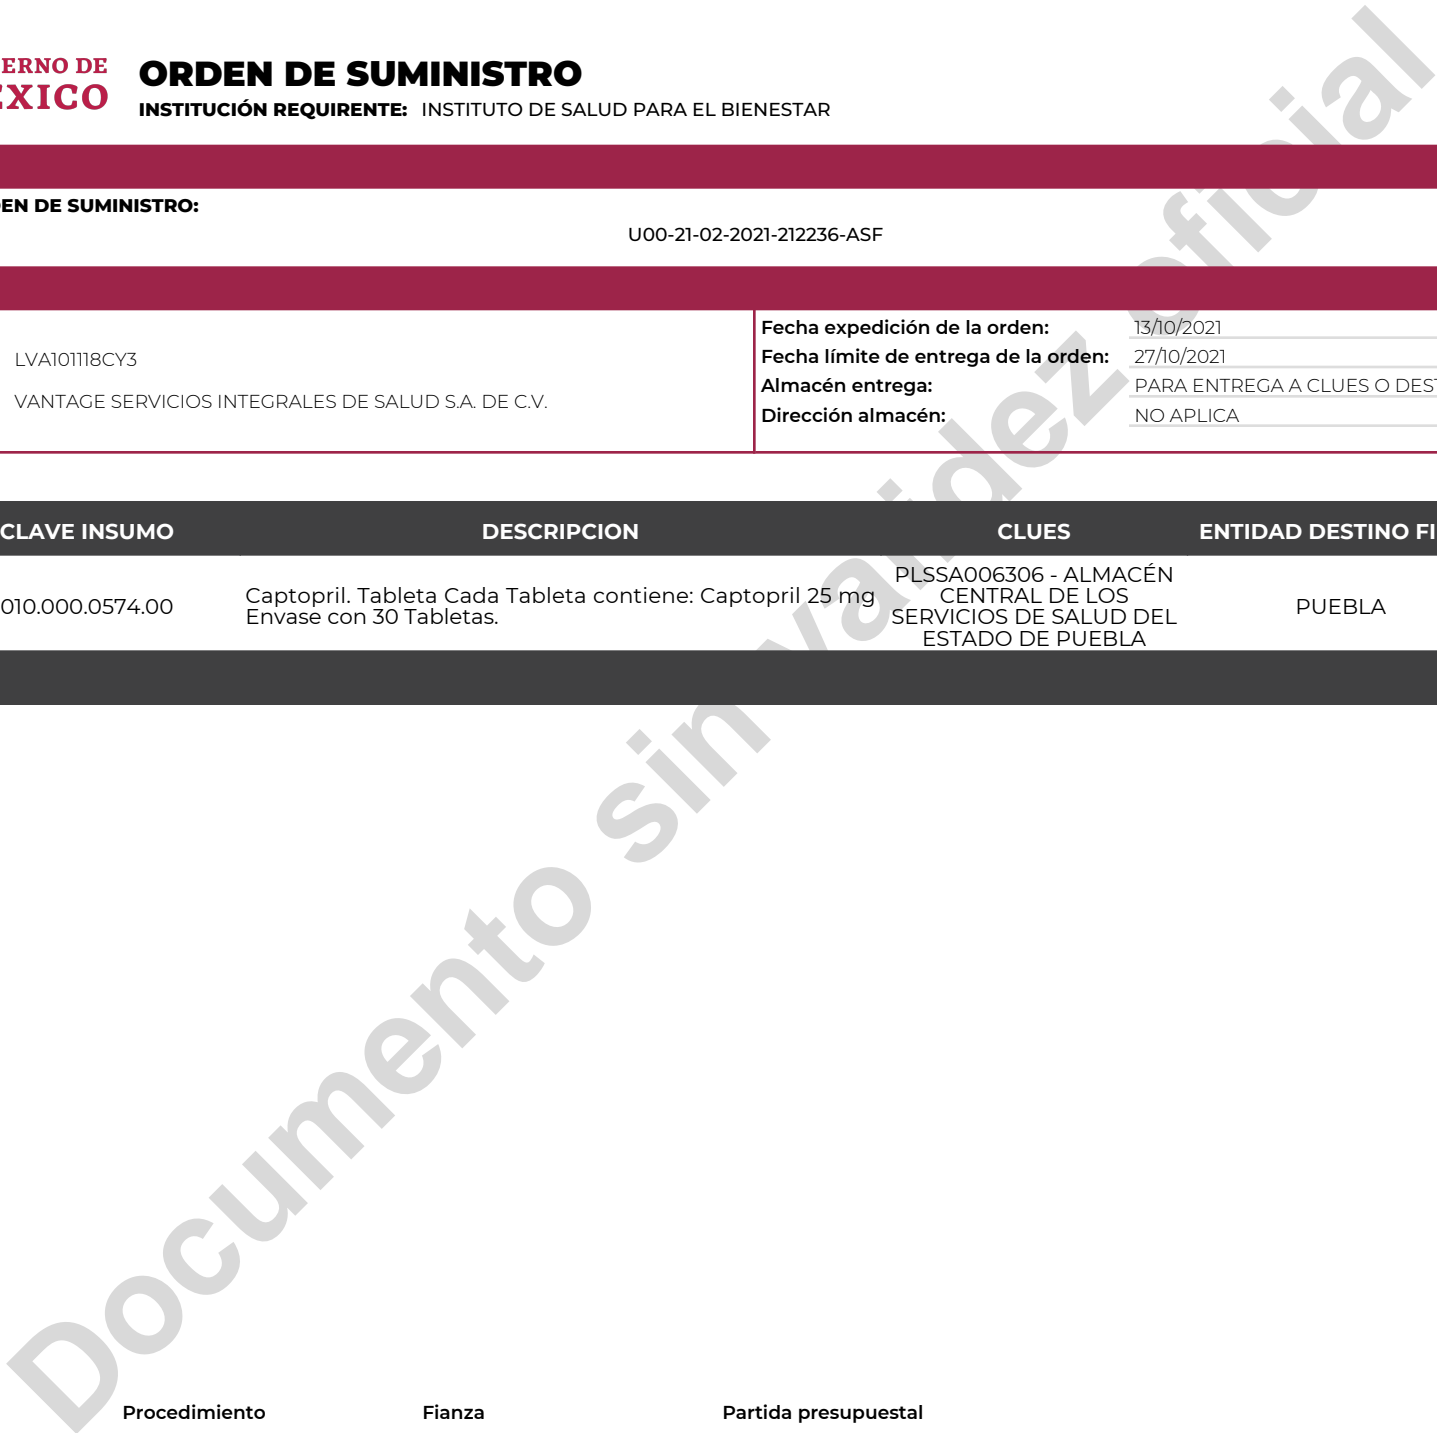 ERNO DE
ÉXICO
ORDEN DE SUMINISTRO
INSTITUCIÓN REQUIRENTE: INSTITUTO DE SALUD PARA EL BIENESTAR
EN DE SUMINISTRO:
U00-21-02-2021-212236-ASF
LVA101118CY3
VANTAGE SERVICIOS INTEGRALES DE SALUD S.A. DE C.V.
Fecha expedición de la orden: 13/10/2021
Fecha límite de entrega de la orden: 27/10/2021
Almacén entrega: PARA ENTREGA A CLUES O DEST
Dirección almacén: NO APLICA
CLAVE INSUMO DESCRIPCION CLUES ENTIDAD DESTINO FI
010.000.0574.00
Captopril. Tableta Cada Tableta contiene: Captopril 25 mg
Envase con 30 Tabletas.
PLSSA006306 - ALMACÉN
CENTRAL DE LOS
SERVICIOS DE SALUD DEL
ESTADO DE PUEBLA
PUEBLA
Documento sin validez oficial
Procedimiento Fianza Partida presupuestal